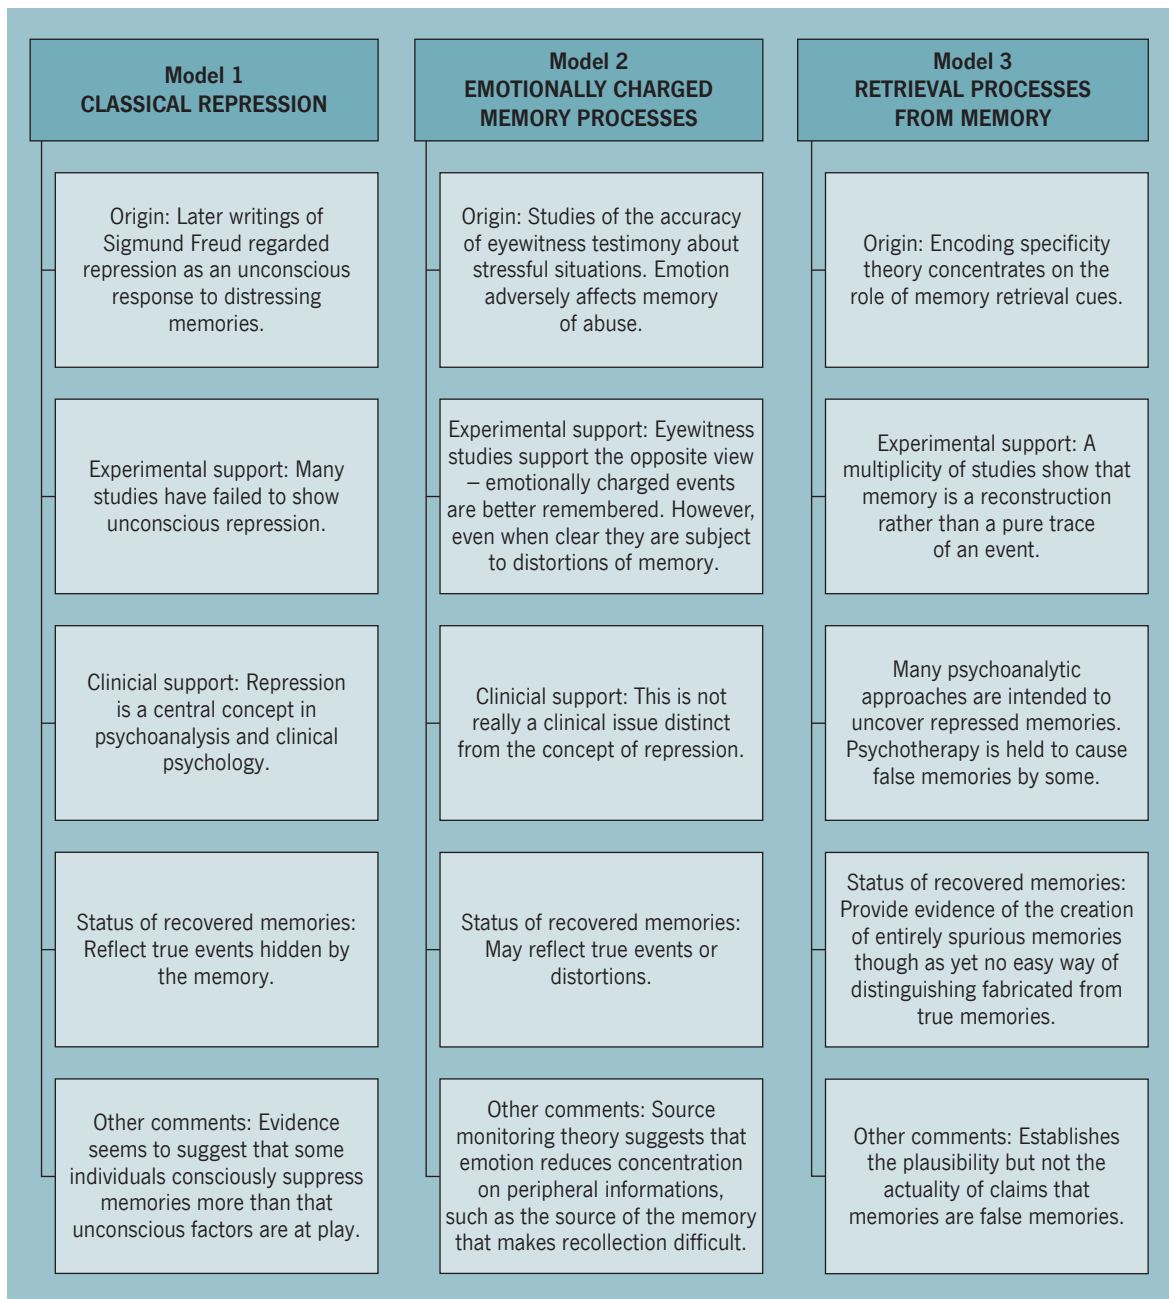 Model 1
CLASSICAL REPRESSION
Origin: Later writings of
Sigmund Freud regarded
repression as an unconscious
response to distressing
memories.
Experimental support: Many
studies have failed to show
unconscious repression.
Clinicial support: Repression
is a central concept in
psychoanalysis and clinical
psychology.
Status of recovered memories:
Reflect true events hidden by
the memory.
Other comments: Evidence
seems to suggest that some
individuals consciously suppress
memories more than that
unconscious factors are at play.
Model 2
EMOTIONALLY CHARGED
MEMORY PROCESSES
Origin: Studies of the accuracy
of eyewitness testimony about
stressful situations. Emotion
adversely affects memory
of abuse.
Experimental support: Eyewitness
studies support the opposite view
– emotionally charged events
are better remembered. However,
even when clear they are subject
to distortions of memory.
Clinicial support: This is not
really a clinical issue distinct
from the concept of repression.
Status of recovered memories:
May reflect true events or
distortions.
Other comments: Source
monitoring theory suggests that
emotion reduces concentration
on peripheral informations,
such as the source of the memory
that makes recollection difficult.
Model 3
RETRIEVAL PROCESSES
FROM MEMORY
Origin: Encoding specificity
theory concentrates on the
role of memory retrieval cues.
Experimental support: A
multiplicity of studies show that
memory is a reconstruction
rather than a pure trace
of an event.
Many psychoanalytic
approaches are intended to
uncover repressed memories.
Psychotherapy is held to cause
false memories by some.
Status of recovered memories:
Provide evidence of the creation
of entirely spurious memories
though as yet no easy way of
distinguishing fabricated from
true memories.
Other comments: Establishes
the plausibility but not the
actuality of claims that
memories are false memories.